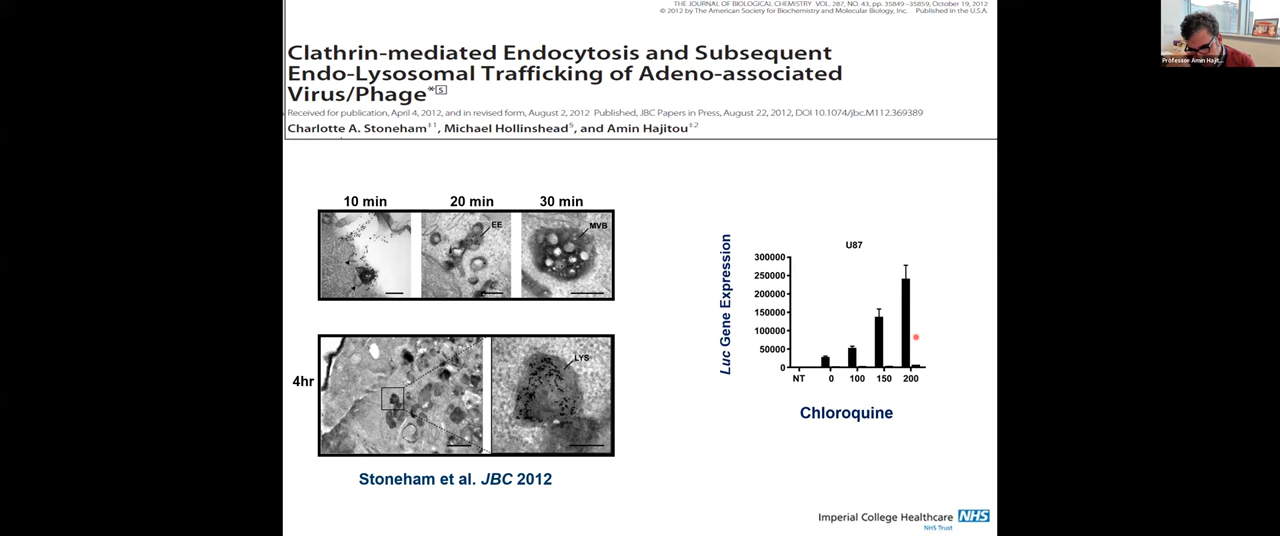 THE JOURNAL OF BIOLOGICAL CHEMISTRY VOL. 287, NO. 43, pp. 35849–35859, October 19, 2012
© 2012 by The American Society for Biochemistry and Molecular Biology, Inc. Published in the U.S.A.
Professor Amin Hajit...
Clathrin-mediated Endocytosis and Subsequent
Endo-Lysosomal Trafficking of Adeno-associated
Virus/Phage*S
Received for publication, April 4, 2012, and in revised form, August 2, 2012 Published, JBC Papers in Press, August 22, 2012, DOI 10.1074/jbc.M112.369389
Charlotte A. Stoneham‡1, Michael Hollinshead§, and Amin Hajitou‡2
10 min 20 min 30 min
EE
MVB
4hr
LYS
Stoneham et al. JBC 2012
U87
Luc Gene Expression
300000
250000
200000
150000
100000
50000
0
NT 0 100 150 200
Chloroquine
Imperial College Healthcare NHS
NHS Trust